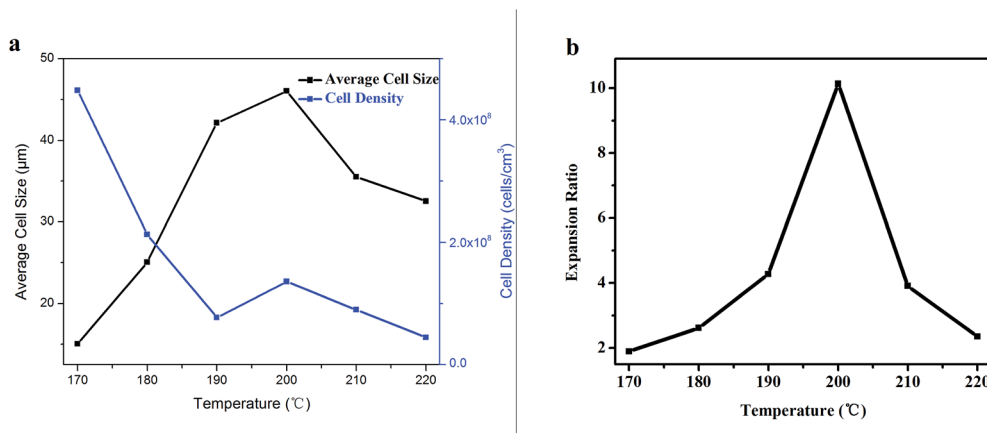 a
50
40
30
20
Average Cell Size (μm)
170 180 190 200 210 220
Temperature (℃)
Average Cell Size
Cell Density
4.0x10⁸
2.0x10⁸
0.0
Cell Density (cells/cm³)
b
10
8
6
4
2
Expansion Ratio
170 180 190 200 210 220
Temperature (℃)